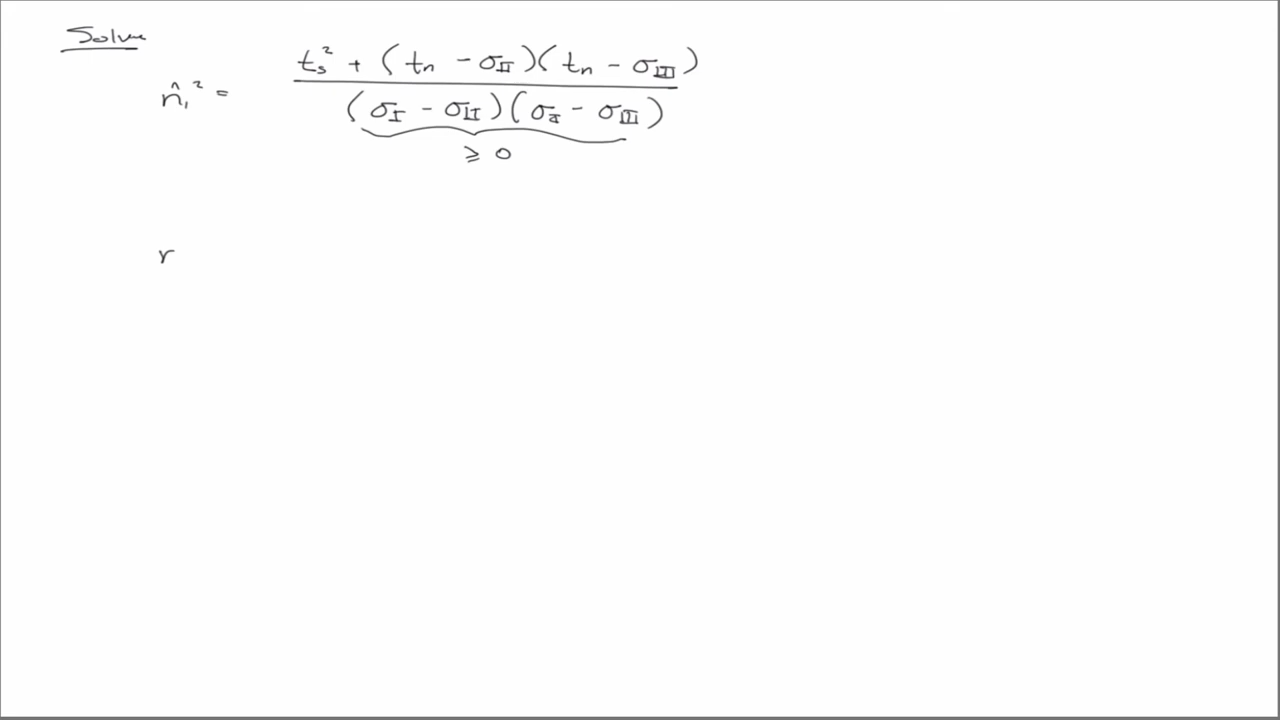 Solve
n̂₁² = (tₛ² + (tₙ - σ_II)(tₙ - σ_III)) / ((σ_I - σ_II)(σ_I - σ_III))
≥ 0
r